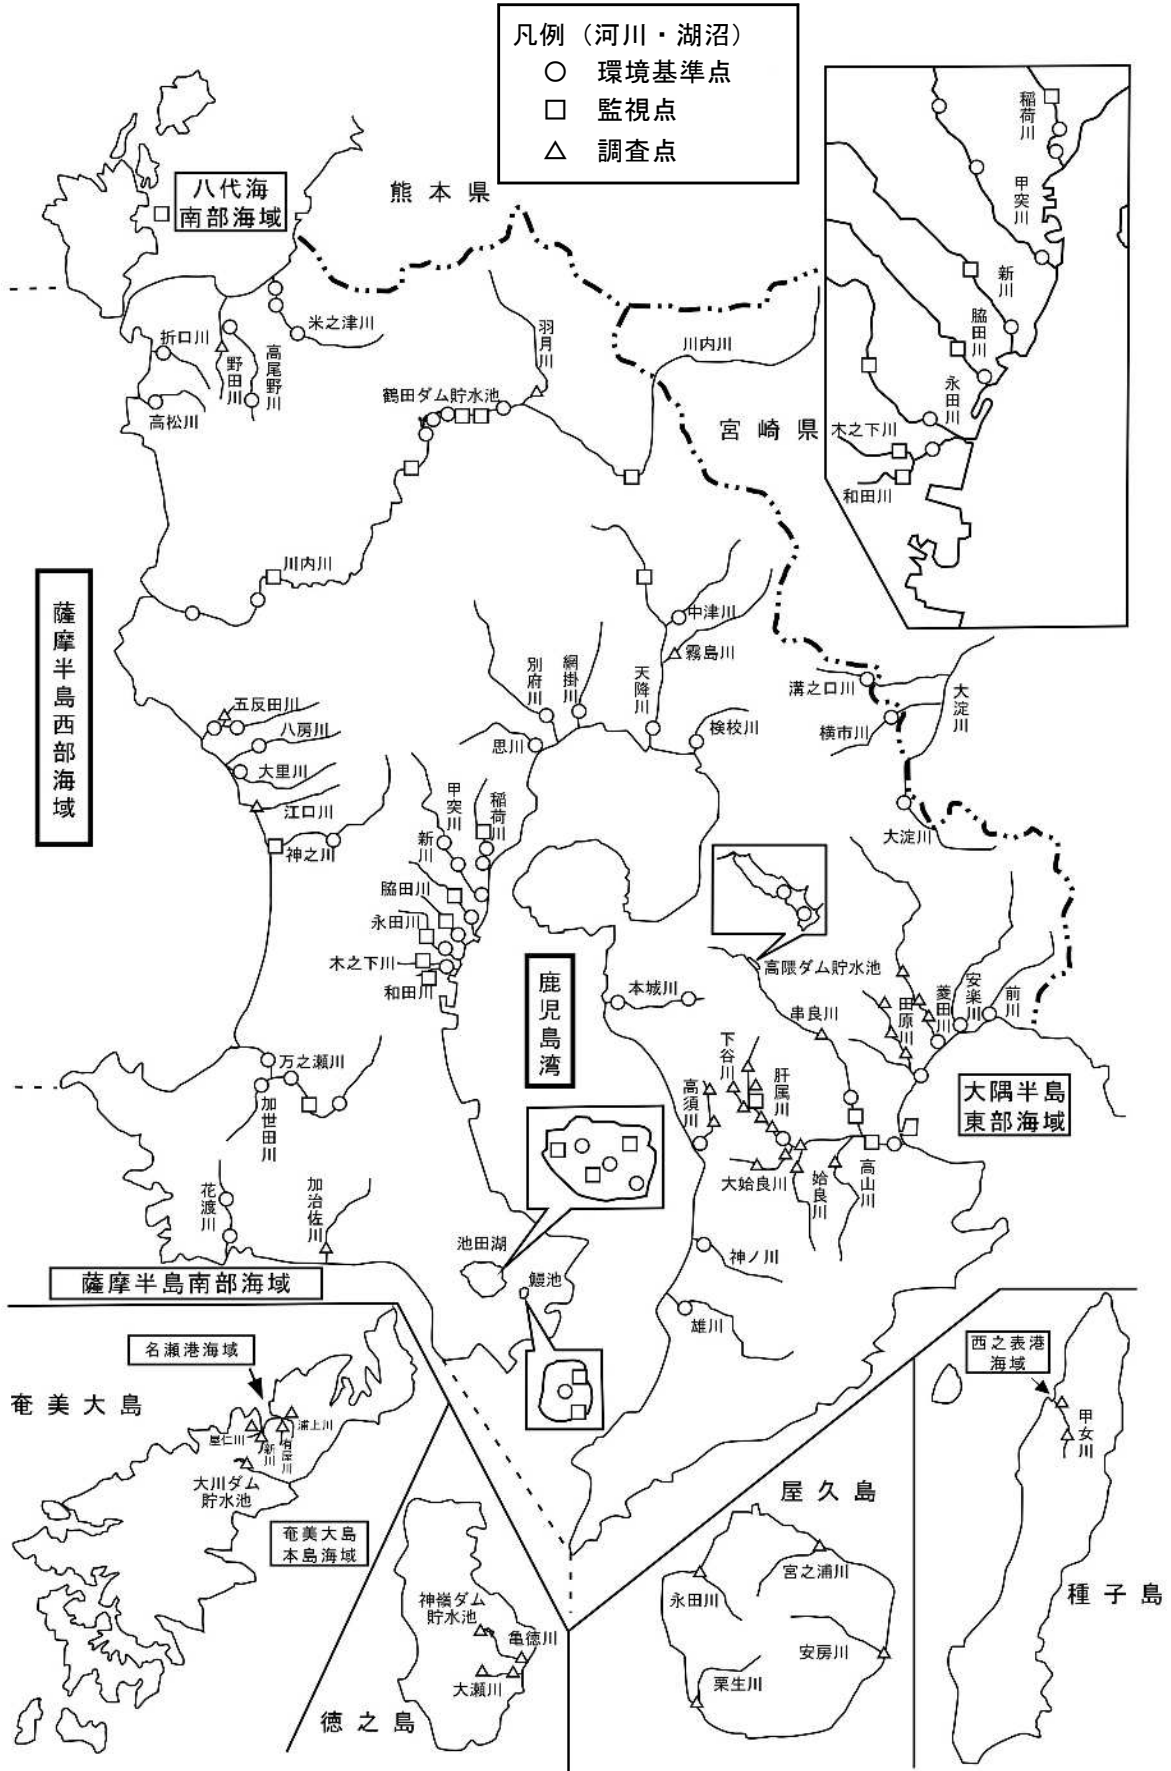 凡例（河川・湖沼）
○ 環境基準点
□ 監視点
△ 調査点
八代海
南部海域
熊本県
稲荷川
甲突川
新川
脇田川
永田川
木之下川
和田川
米之津川
折口川
野田川
高尾野川
高松川
羽月川
川内川
鶴田ダム貯水池
宮崎県
川内川
薩摩半島西部海域
中津川
霧島川
別府川
網掛川
天降川
検校川
思川
溝之口川
横市川
大淀川
大淀川
五反田川
八房川
大里川
江口川
神之川
稲荷川
甲突川
新川
脇田川
永田川
木之下川
和田川
鹿児島湾
本城川
高隈ダム貯水池
串良川
田原川
菱田川
安楽川
前川
大隅半島
東部海域
下谷川
肝属川
高須川
大姶良川
姶良川
高山川
万之瀬川
加世田川
花渡川
加治佐川
池田湖
鰻池
神ノ川
雄川
薩摩半島南部海域
名瀬港海域
奄美大島
浦上川
屋仁川
新川
有屋川
大川ダム
貯水池
奄美大島
本島海域
神嶺ダム
貯水池
亀徳川
大瀬川
徳之島
屋久島
宮之浦川
永田川
安房川
栗生川
西之表港
海域
甲女川
種子島